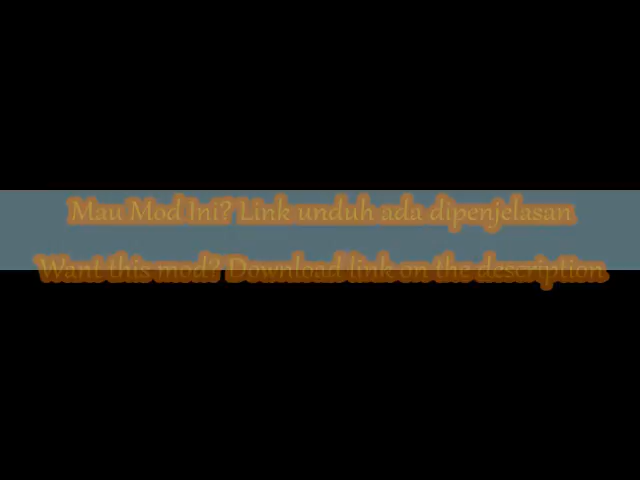 Mau Mod Ini? Link unduh ada dipenjelasan
Want this mod? Download link on the description